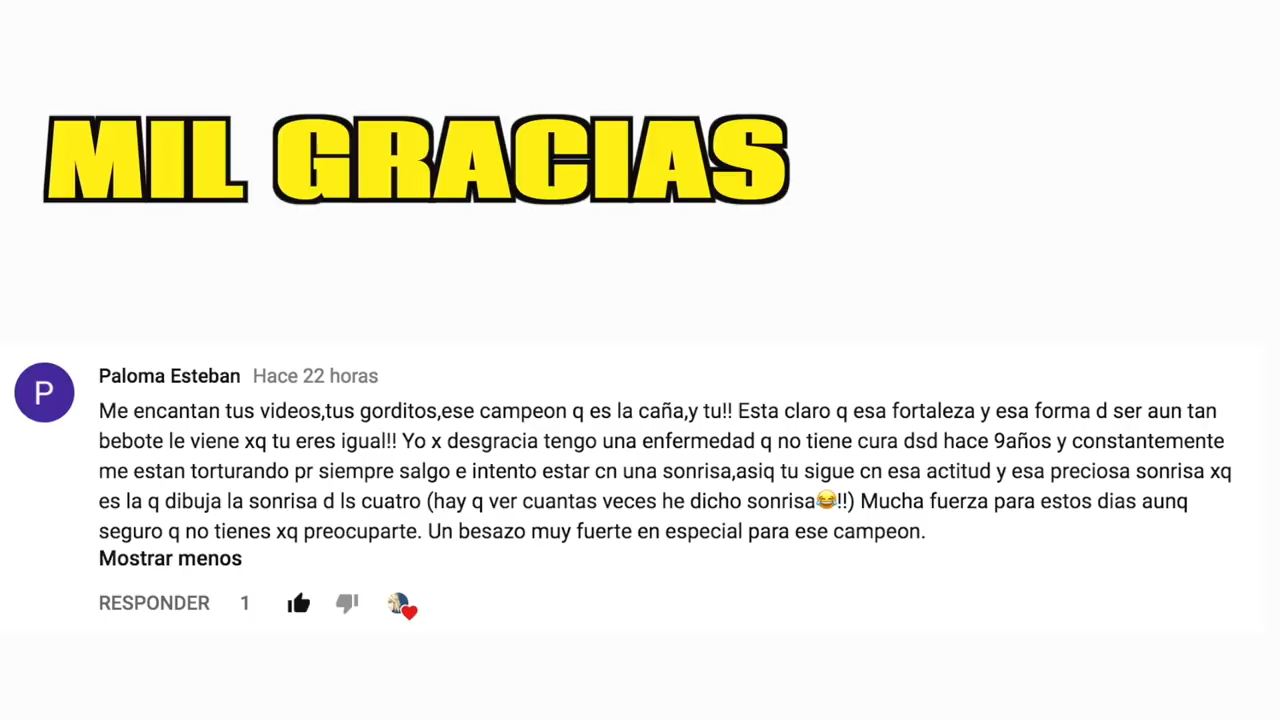 MIL GRACIAS
P
Paloma Esteban Hace 22 horas
Me encantan tus videos,tus gorditos,ese campeon q es la caña,y tu!! Esta claro q esa fortaleza y esa forma d ser aun tan
bebote le viene xq tu eres igual!! Yo x desgracia tengo una enfermedad q no tiene cura dsd hace 9años y constantemente
me estan torturando pr siempre salgo e intento estar cn una sonrisa,asiq tu sigue cn esa actitud y esa preciosa sonrisa xq
es la q dibuja la sonrisa d ls cuatro (hay q ver cuantas veces he dicho sonrisa😂!!) Mucha fuerza para estos dias aunq
seguro q no tienes xq preocuparte. Un besazo muy fuerte en especial para ese campeon.
Mostrar menos
RESPONDER 1